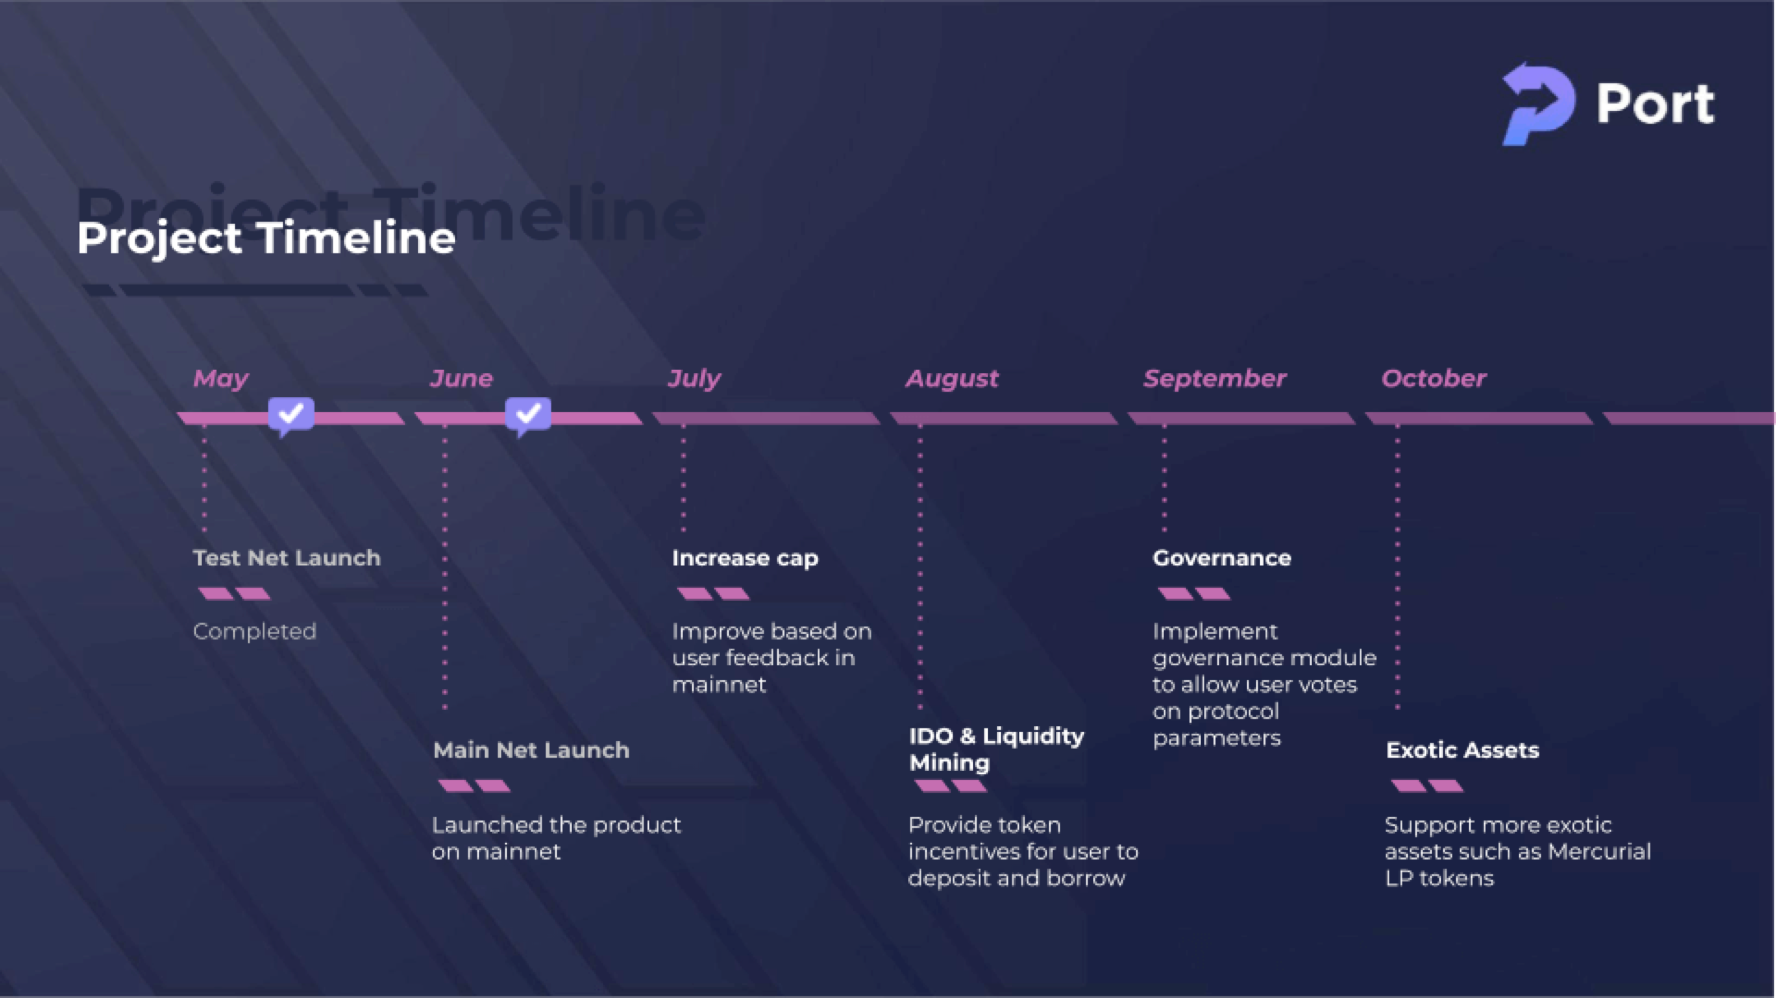 Port
Project Timeline
Project Timeline
May
June
July
August
September
October
Test Net Launch
Completed
Main Net Launch
Launched the product
on mainnet
Increase cap
Improve based on
user feedback in
mainnet
IDO & Liquidity
Mining
Provide token
incentives for user to
deposit and borrow
Governance
Implement
governance module
to allow user votes
on protocol
parameters
Exotic Assets
Support more exotic
assets such as Mercurial
LP tokens